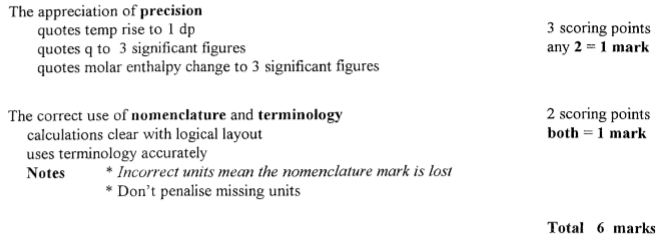 The appreciation of precision
quotes temp rise to 1 dp
3 scoring points
quotes q to 3 significant figures
any 2 = 1 mark
quotes molar enthalpy change to 3 significant figures
The correct use of nomenclature and terminology
2 scoring points
calculations clear with logical layout
both = 1 mark
uses terminology accurately
Notes * Incorrect units mean the nomenclature mark is lost
* Don't penalise missing units
Total 6 marks